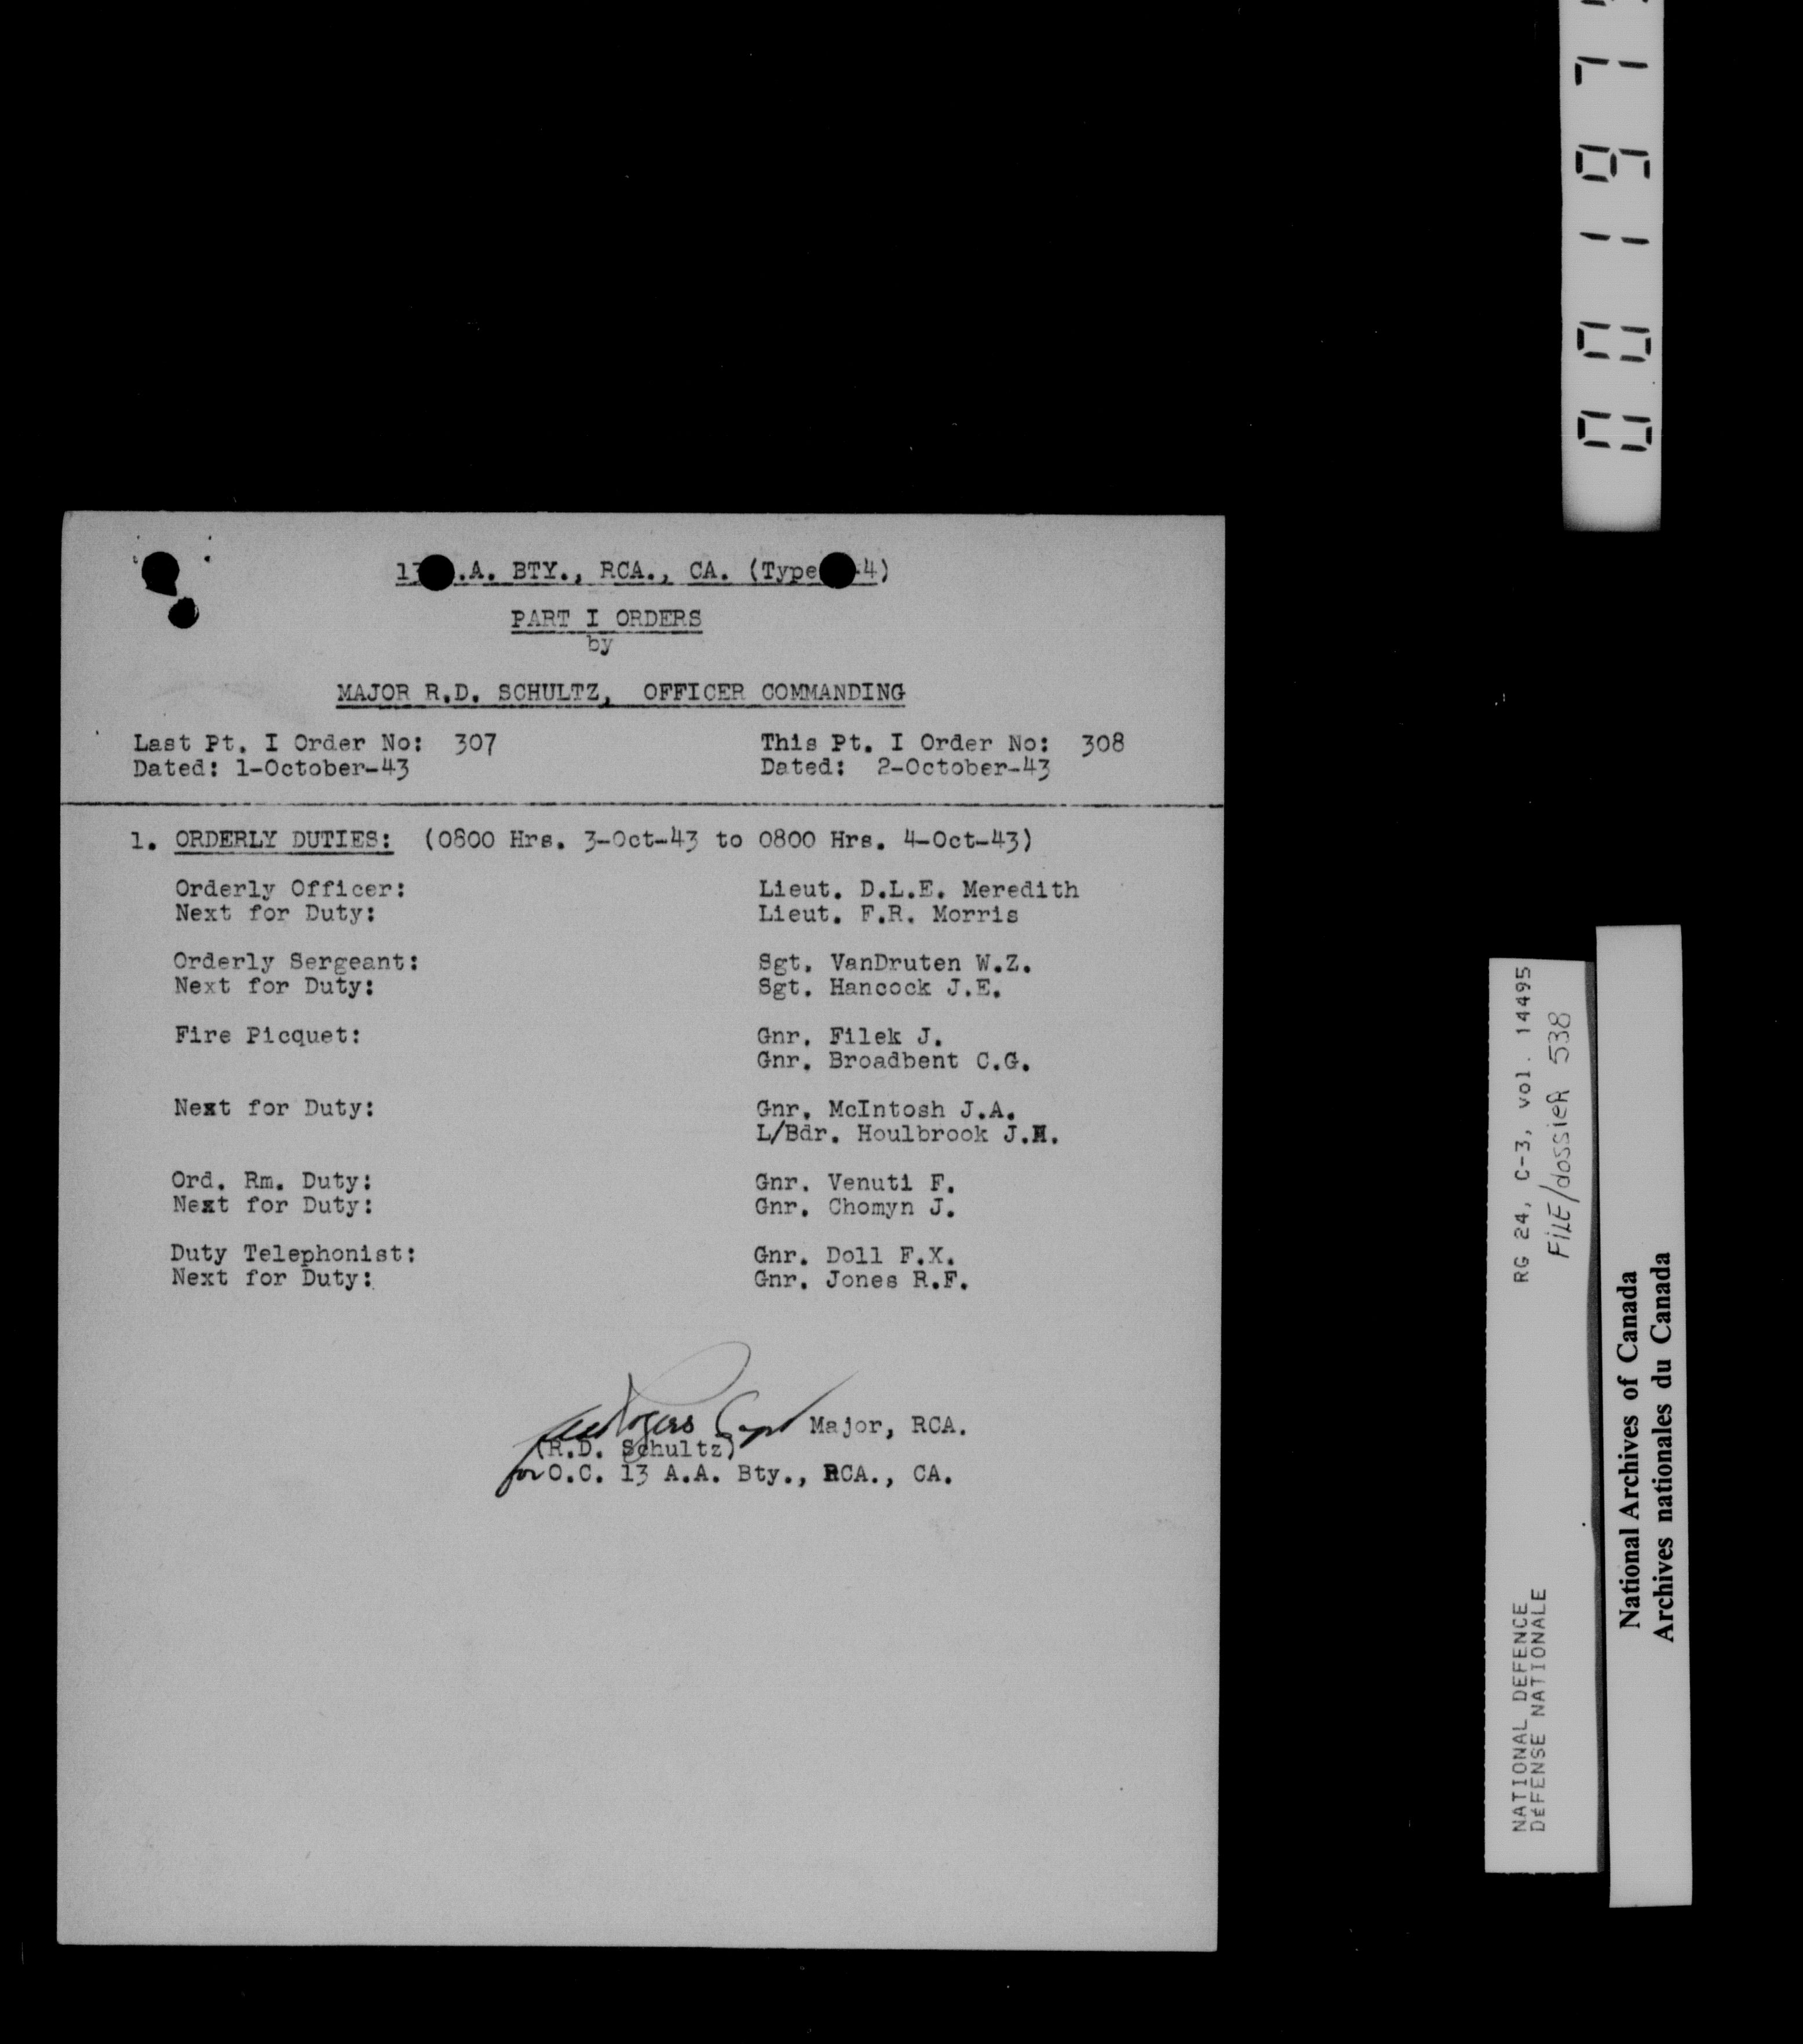 13 A.A. BTY., RCA., CA. (Type -4)
PART I ORDERS
by
MAJOR R.D. SCHULTZ, OFFICER COMMANDING
Last Pt. I Order No: 307 This Pt. I Order No: 308
Dated: 1-October-43 Dated: 2-October-43
1. ORDERLY DUTIES: (0800 Hrs. 3-Oct-43 to 0800 Hrs. 4-Oct-43)
Orderly Officer: Lieut. D.L.E. Meredith
Next for Duty: Lieut. F.R. Morris
Orderly Sergeant: Sgt. VanDruten W.Z.
Next for Duty: Sgt. Hancock J.E.
Fire Picquet: Gnr. Filek J.
Gnr. Broadbent C.G.
Next for Duty: Gnr. McIntosh J.A.
L/Bdr. Houlbrook J.H.
Ord. Rm. Duty: Gnr. Venuti F.
Next for Duty: Gnr. Chomyn J.
Duty Telephonist: Gnr. Doll F.X.
Next for Duty: Gnr. Jones R.F.
Rogers Capt Major, RCA.
(R.D. Schultz)
for O.C. 13 A.A. Bty., RCA., CA.
NATIONAL DEFENCE RG 24, C-3, vol. 14495
DÉFENSE NATIONALE FILE/dossieR 538
National Archives of Canada
Archives nationales du Canada